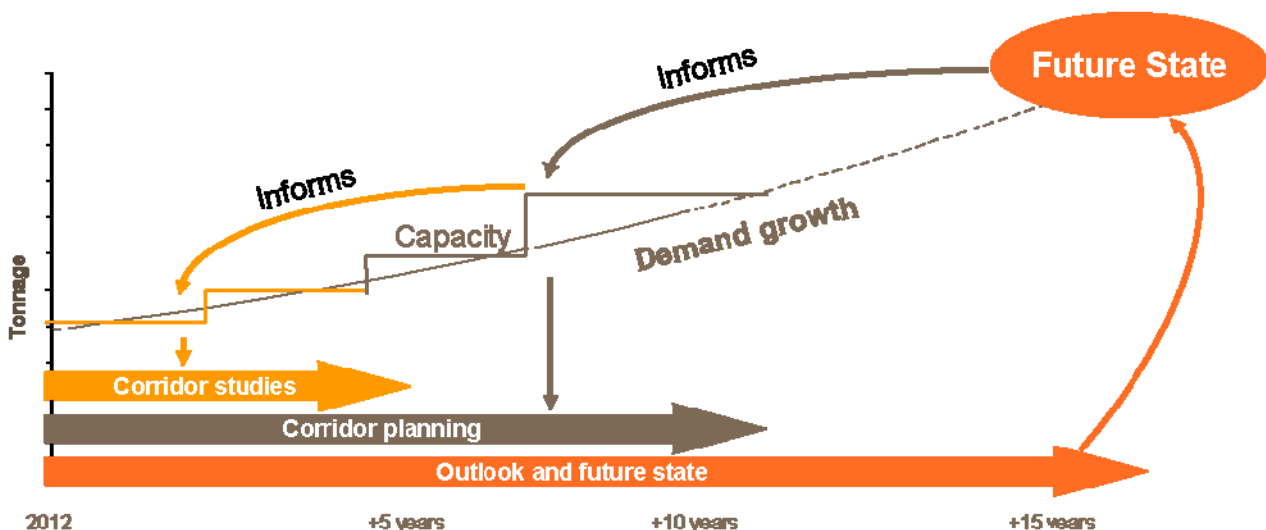 Future State
Informs
Informs
Capacity
Demand growth
Tonnage
Corridor studies
Corridor planning
Outlook and future state
2012
+5 years
+10 years
+15 years